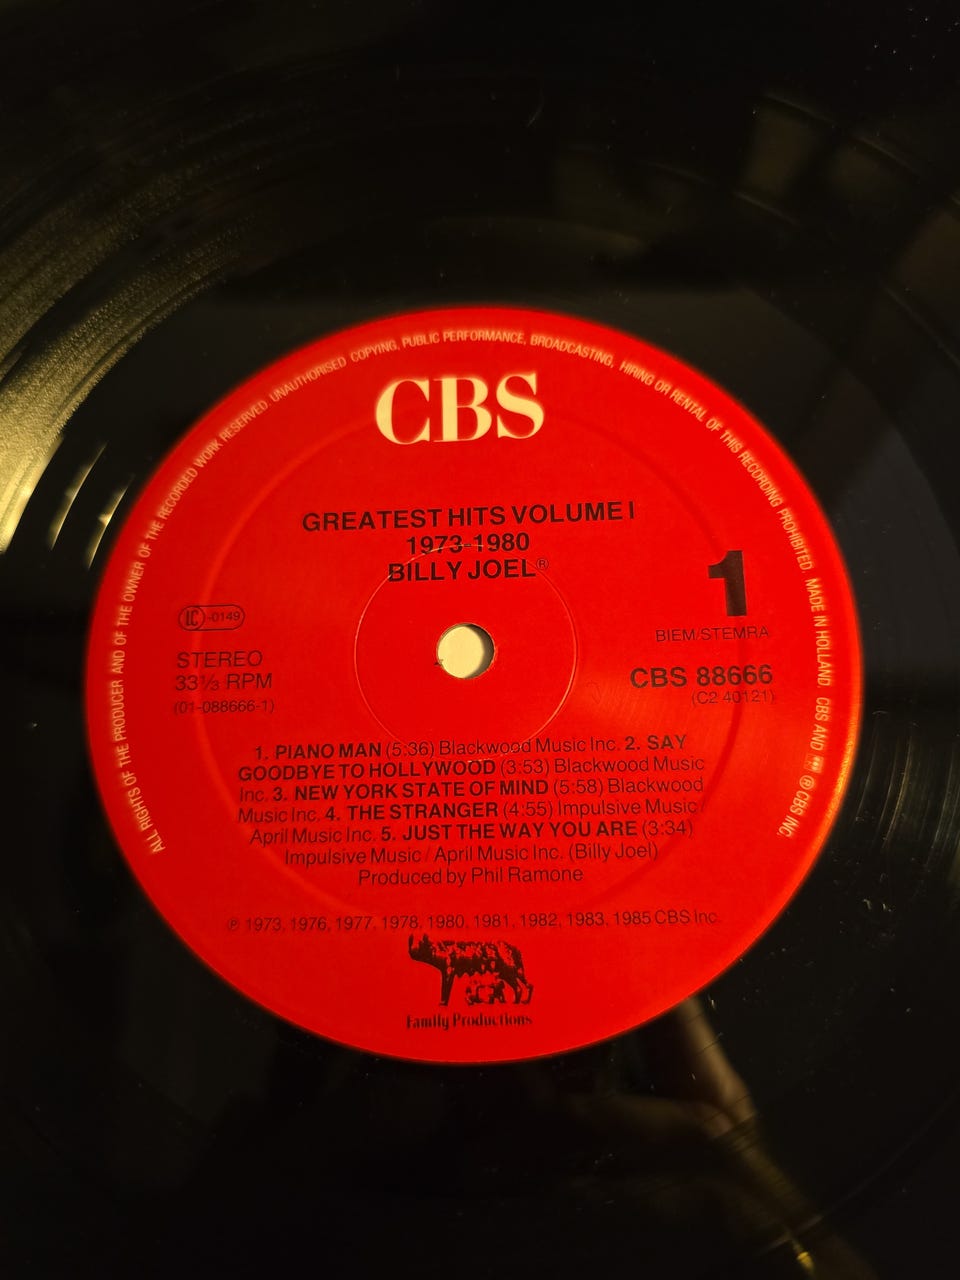 ALL RIGHTS OF THE PRODUCER AND OF THE OWNER OF THE RECORDED WORK RESERVED. UNAUTHORISED COPYING, PUBLIC PERFORMANCE, BROADCASTING, HIRING OR RENTAL OF THIS RECORDING PROHIBITED. MADE IN HOLLAND. CBS AND ® CBS INC.
CBS
GREATEST HITS VOLUME I
1973-1980
BILLY JOEL®
1
LC -0149
BIEM/STEMRA
STEREO
33⅓ RPM
(01-088666-1)
CBS 88666
(C2 40121)
1. PIANO MAN (5:36) Blackwood Music Inc. 2. SAY
GOODBYE TO HOLLYWOOD (3:53) Blackwood Music
Inc. 3. NEW YORK STATE OF MIND (5:58) Blackwood
Music Inc. 4. THE STRANGER (4:55) Impulsive Music /
April Music Inc. 5. JUST THE WAY YOU ARE (3:34)
Impulsive Music / April Music Inc. (Billy Joel)
Produced by Phil Ramone
℗ 1973, 1976, 1977, 1978, 1980, 1981, 1982, 1983, 1985 CBS Inc.
Family Productions